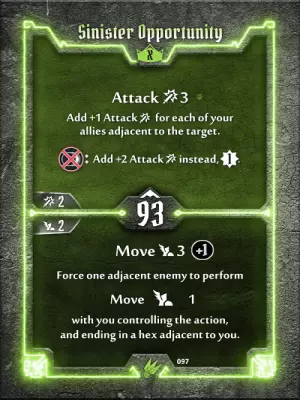 Sinister Opportunity
X
Attack 3
Add +1 Attack for each of your
allies adjacent to the target.
: Add +2 Attack instead, 1.
2
93
2
Move 3 +1
Force one adjacent enemy to perform
Move 1
with you controlling the action,
and ending in a hex adjacent to you.
097